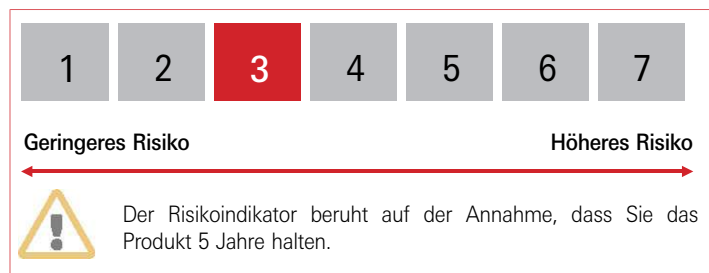 1 2 3 4 5 6 7
Geringeres Risiko Höheres Risiko
Der Risikoindikator beruht auf der Annahme, dass Sie das
Produkt 5 Jahre halten.